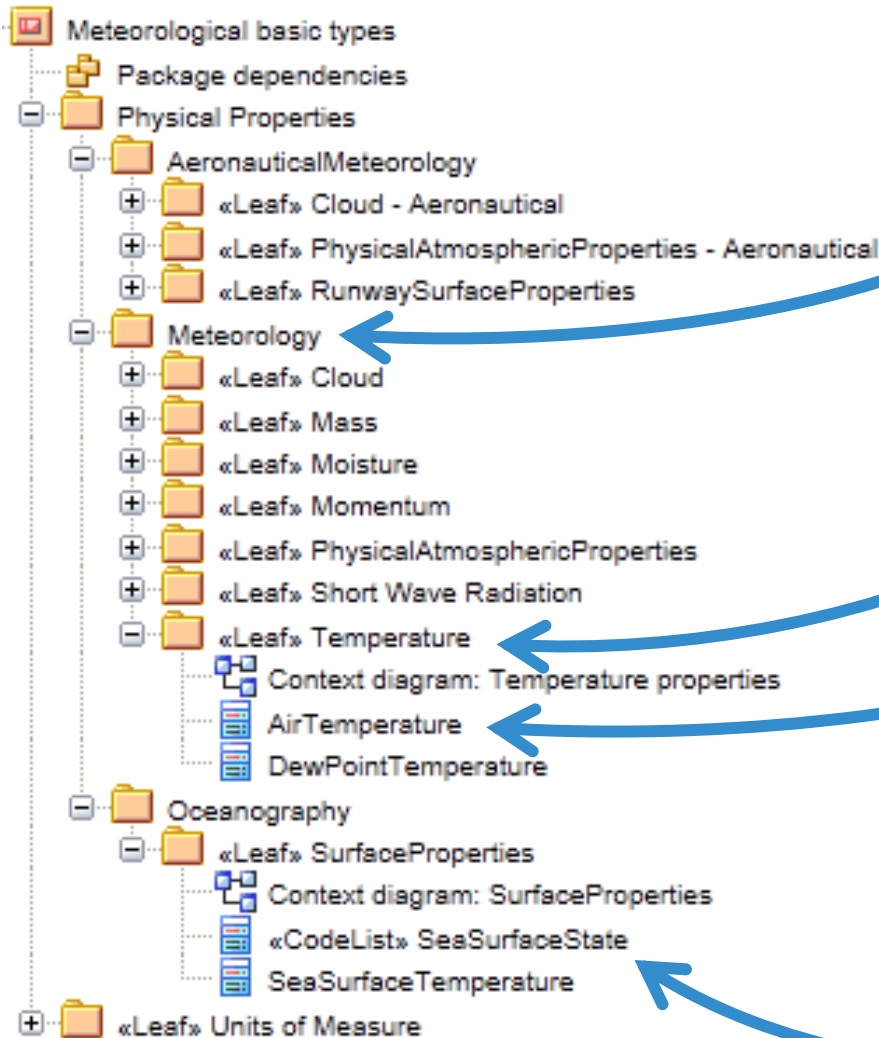 Meteorological basic types
Package dependencies
Physical Properties
AeronauticalMeteorology
«Leaf» Cloud - Aeronautical
«Leaf» PhysicalAtmosphericProperties - Aeronautical
«Leaf» RunwaySurfaceProperties
Meteorology
«Leaf» Cloud
«Leaf» Mass
«Leaf» Moisture
«Leaf» Momentum
«Leaf» PhysicalAtmosphericProperties
«Leaf» Short Wave Radiation
«Leaf» Temperature
Context diagram: Temperature properties
AirTemperature
DewPointTemperature
Oceanography
«Leaf» SurfaceProperties
Context diagram: SurfaceProperties
«CodeList» SeaSurfaceState
SeaSurfaceTemperature
«Leaf» Units of Measure